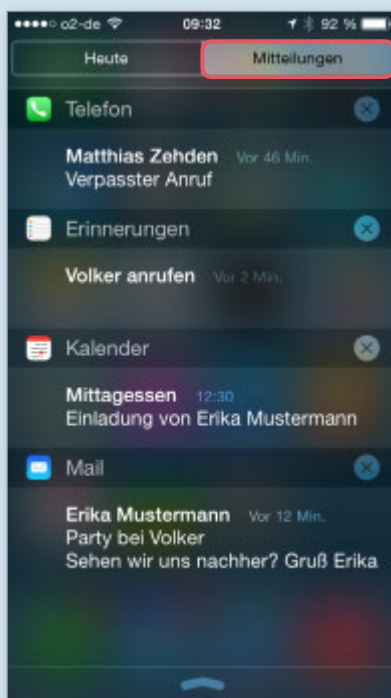 o2-de 09:32 92 %
Heute Mitteilungen
Telefon
Matthias Zehden Vor 46 Min.
Verpasster Anruf
Erinnerungen
Volker anrufen Vor 2 Min.
Kalender
Mittagessen 12:30
Einladung von Erika Mustermann
Mail
Erika Mustermann Vor 12 Min.
Party bei Volker
Sehen wir uns nachher? Gruß Erika